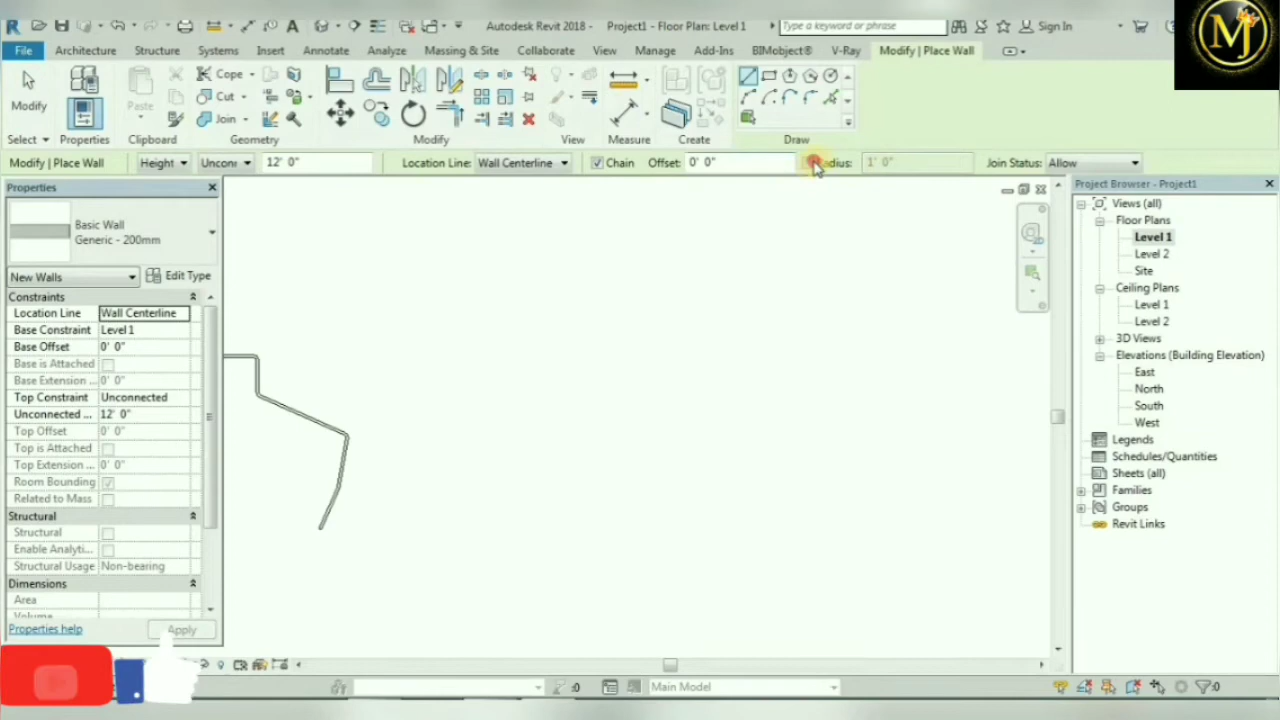 Autodesk Revit 2018 - Project1 - Floor Plan: Level 1
Type a keyword or phrase
Sign In
MJ
File Architecture Structure Systems Insert Annotate Analyze Massing & Site Collaborate View Manage Add-Ins BIMobject® V-Ray Modify | Place Wall
Cope
Cut
Join
Modify
Properties
Paste
Select Properties Clipboard Geometry Modify View Measure Create Draw
Modify | Place Wall Height Uncon 12' 0" Location Line: Wall Centerline Chain Offset: 0' 0" dius: 1' 0" Join Status: Allow
Properties
Basic Wall
Generic - 200mm
New Walls Edit Type
Constraints
Location Line Wall Centerline
Base Constraint Level 1
Base Offset 0' 0"
Base is Attached
Base Extension ... 0' 0"
Top Constraint Unconnected
Unconnected ... 12' 0"
Top Offset 0' 0"
Top is Attached
Top Extension ... 0' 0"
Room Bounding
Related to Mass
Structural
Structural
Enable Analyti...
Structural Usage Non-bearing
Dimensions
Area
Volume
Properties help Apply
Project Browser - Project1
Views (all)
Floor Plans
Level 1
Level 2
Site
Ceiling Plans
Level 1
Level 2
3D Views
Elevations (Building Elevation)
East
North
South
West
Legends
Schedules/Quantities
Sheets (all)
Families
Groups
Revit Links
:0 Main Model :0